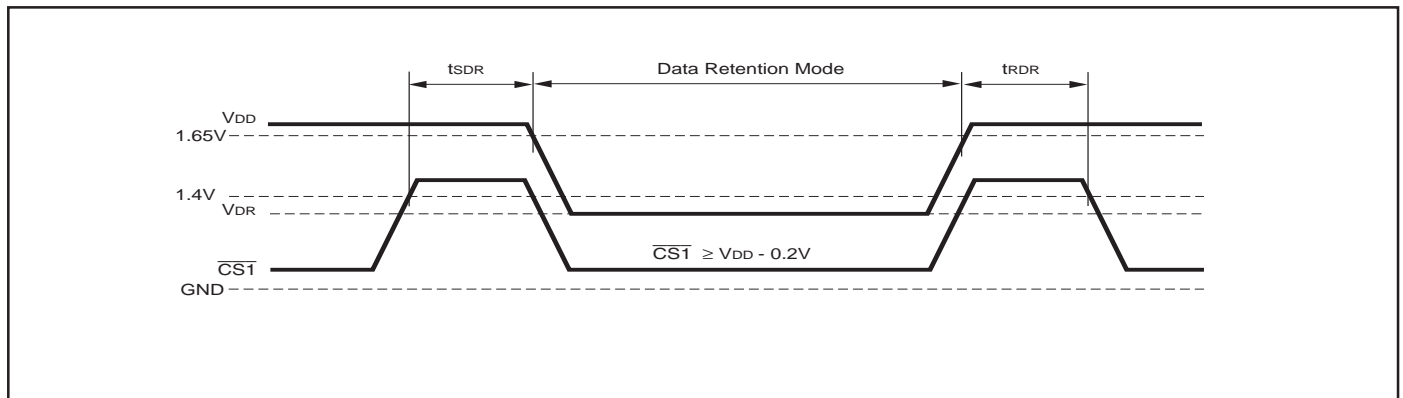 tSDR Data Retention Mode tRDR
VDD
1.65V
1.4V
VDR
CS1 ≥ VDD - 0.2V
CS1
GND